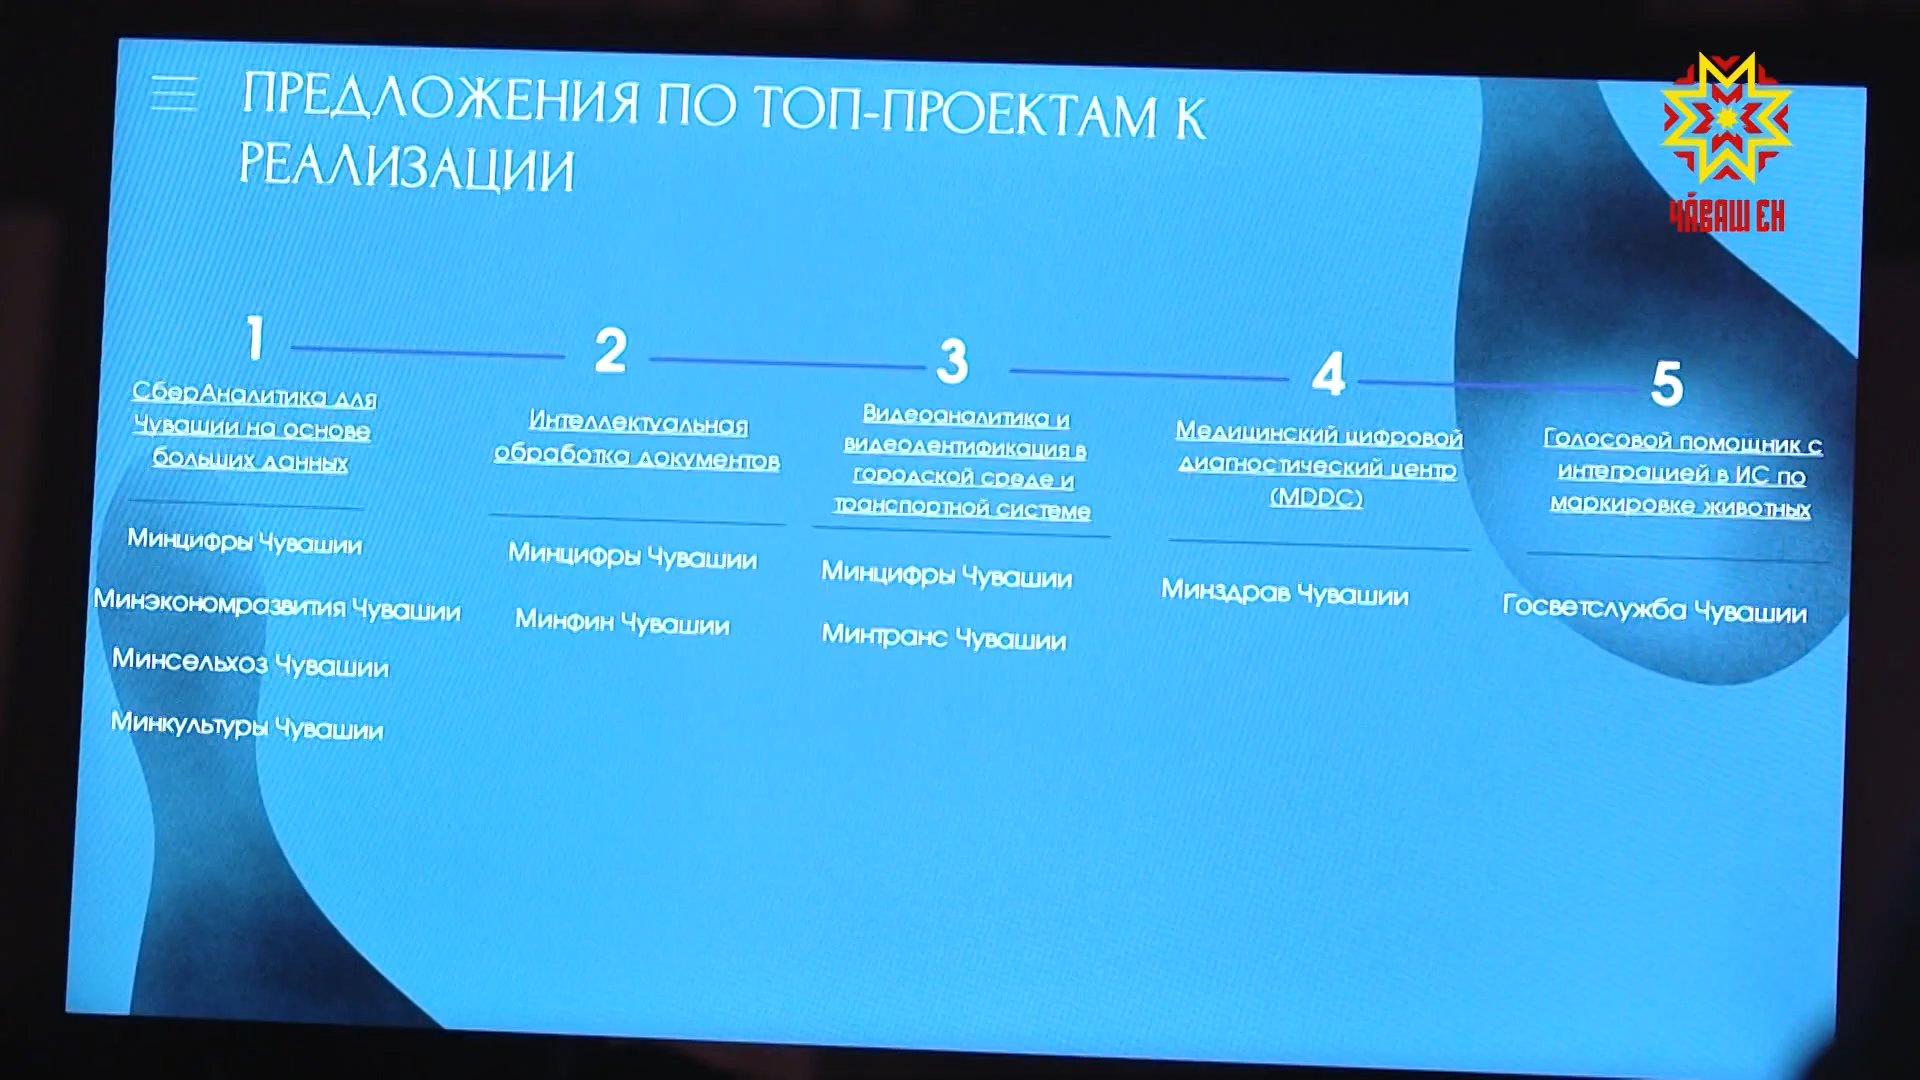 ПРЕДЛОЖЕНИЯ ПО ТОП-ПРОЕКТАМ К
РЕАЛИЗАЦИИ
ЧӐВАШ ЕН
1
СберАналитика для
Чувашии на основе
больших данных
Минцифры Чувашии
Минэкономразвития Чувашии
Минсельхоз Чувашии
Минкультуры Чувашии
2
Интеллектуальная
обработка документов
Минцифры Чувашии
Минфин Чувашии
3
Видеоаналитика и
видеодентификация в
городской среде и
транспортной системе
Минцифры Чувашии
Минтранс Чувашии
4
Медицинский цифровой
диагностический центр
(MDDC)
Минздрав Чувашии
5
Голосовой помощник с
интеграцией в ИС по
маркировке животных
Госветслужба Чувашии